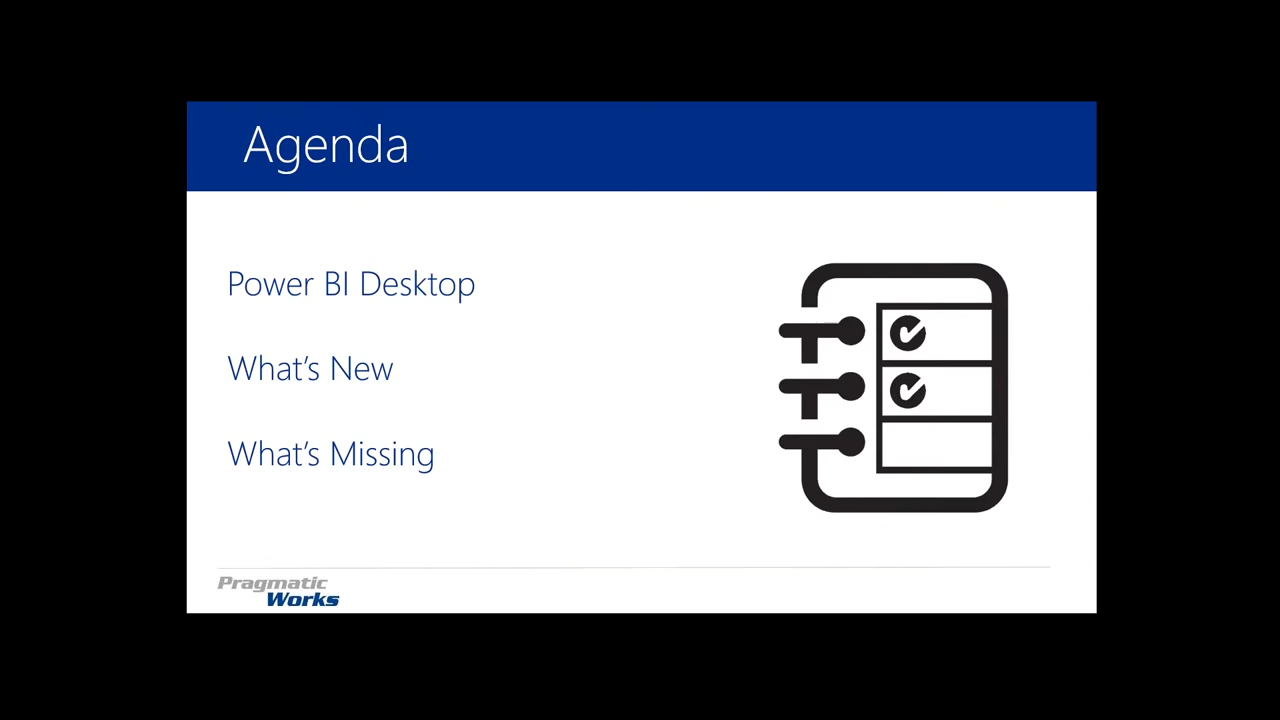 Agenda
Power BI Desktop
What's New
What's Missing
Pragmatic
Works